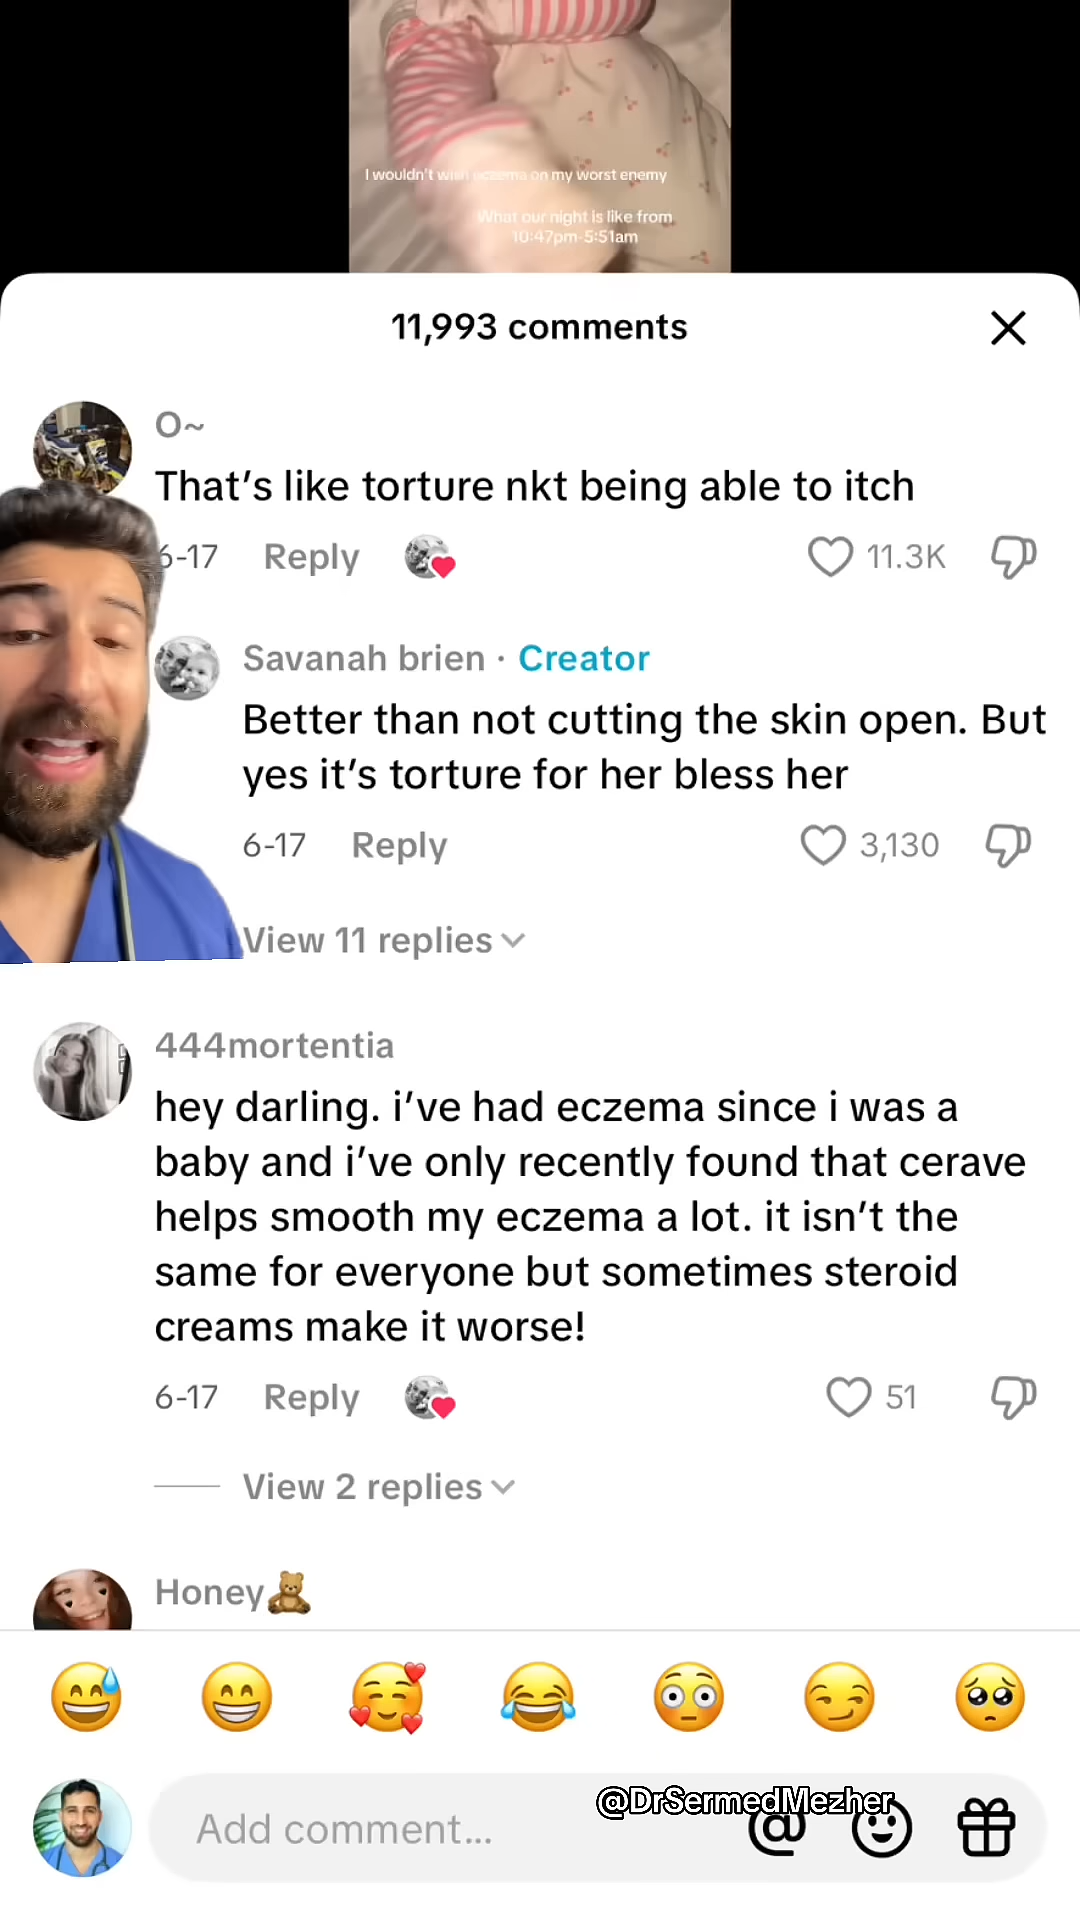 I wouldn't wish eczema on my worst enemy
What our night is like from
10:47pm-5:51am
11,993 comments
O~
That's like torture nkt being able to itch
6-17 Reply 11.3K
Savanah brien · Creator
Better than not cutting the skin open. But
yes it's torture for her bless her
6-17 Reply 3,130
View 11 replies
444mortentia
hey darling. i've had eczema since i was a
baby and i've only recently found that cerave
helps smooth my eczema a lot. it isn't the
same for everyone but sometimes steroid
creams make it worse!
6-17 Reply 51
View 2 replies
Honey
@DrSermedMezher
Add comment...